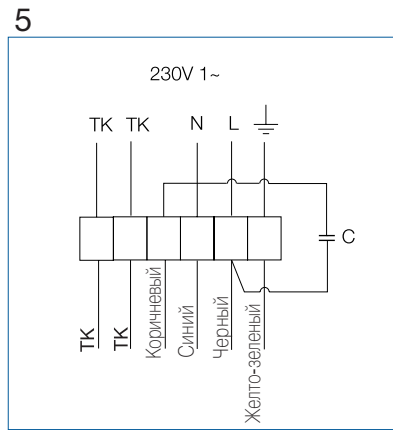 5
230V 1~
TK TK N L
C
TK
TK
Коричневый
Синий
Черный
Желто-зеленый